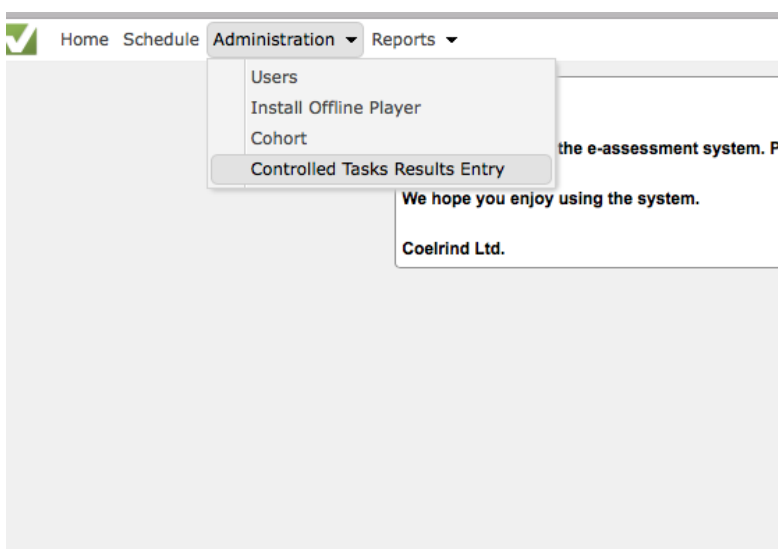 Home Schedule Administration Reports
Users
Install Offline Player
Cohort
Controlled Tasks Results Entry
the e-assessment system. P
We hope you enjoy using the system.
Coelrind Ltd.